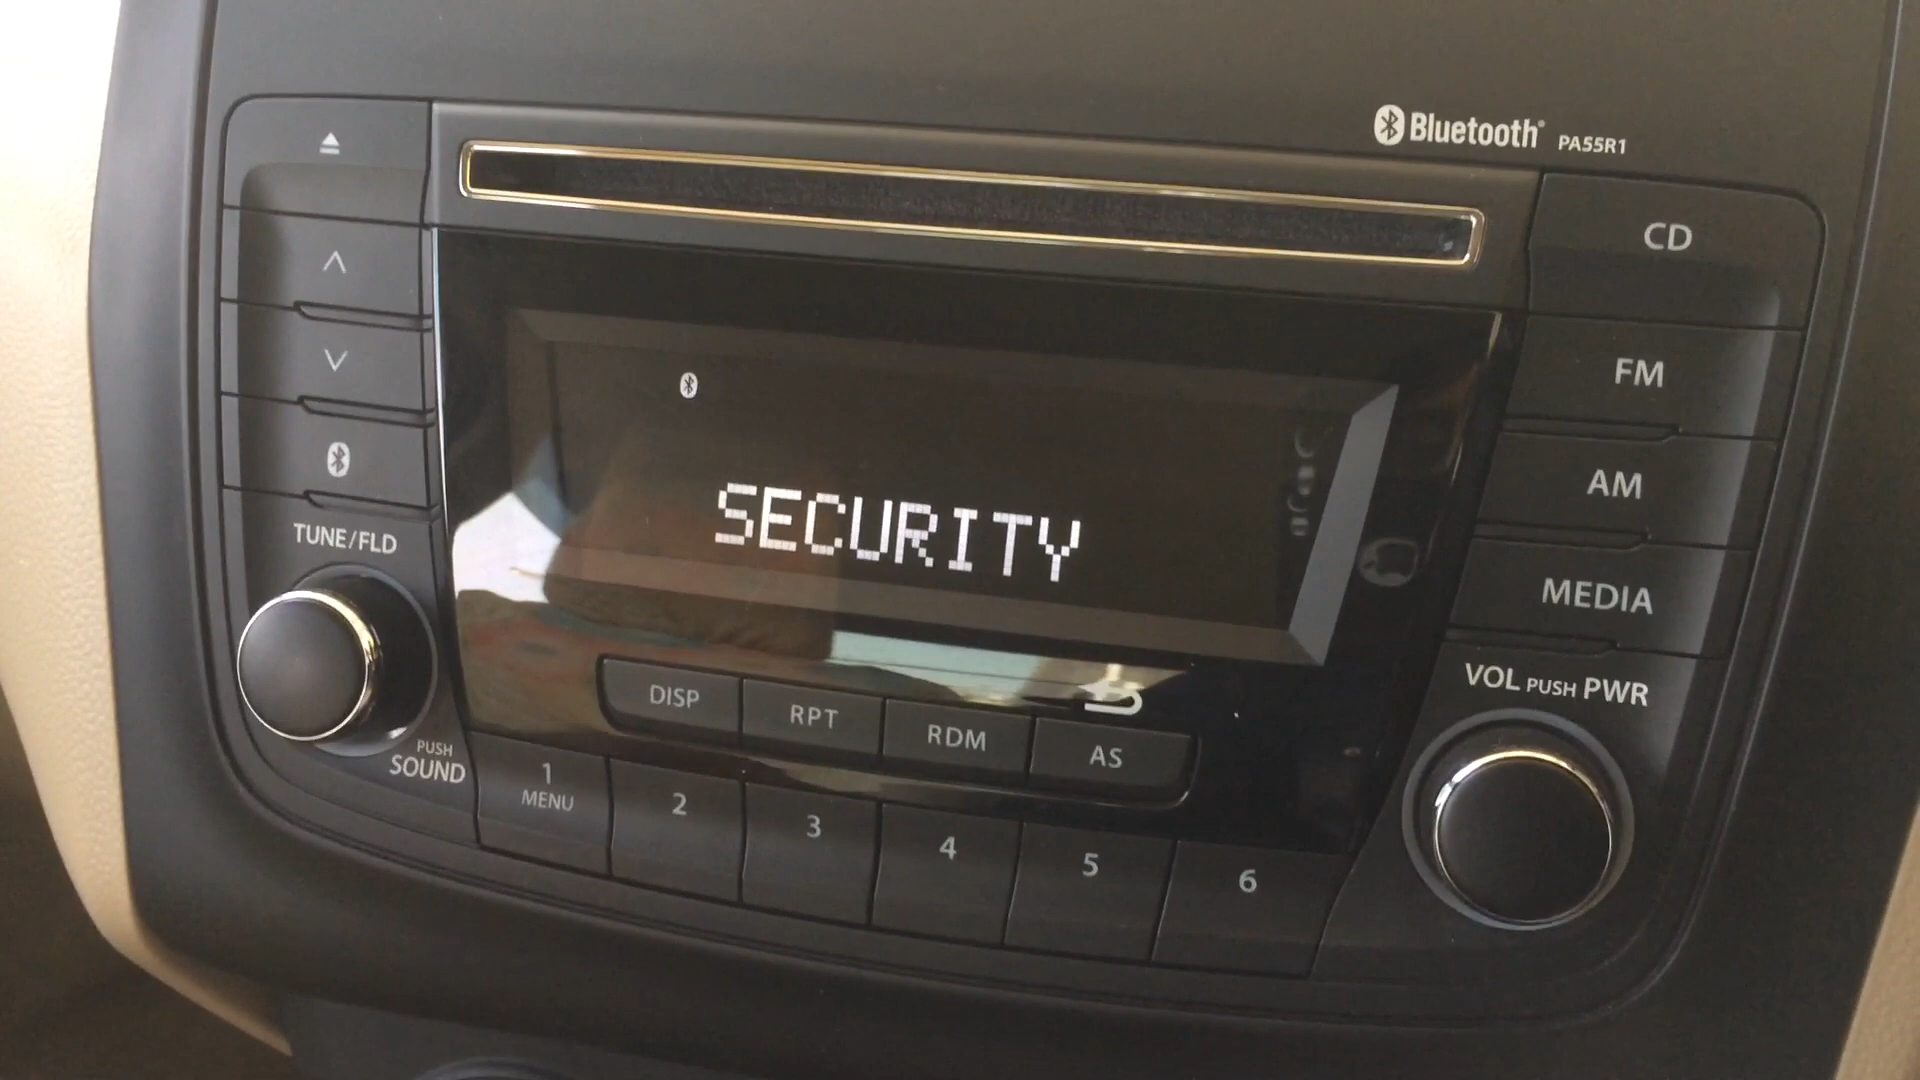 Bluetooth® PA55R1
CD
FM
AM
MEDIA
VOL PUSH PWR
TUNE/FLD
PUSH
SOUND
SECURITY
DISP
RPT
RDM
AS
1
MENU
2
3
4
5
6